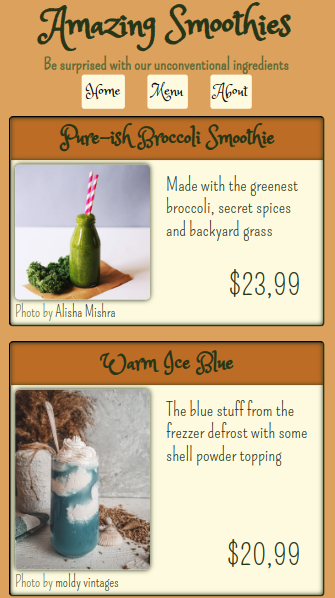 Amazing Smoothies
Be surprised with our unconventional ingredients
Home Menu About
Pure-ish Broccoli Smoothie
Made with the greenest
broccoli, secret spices
and backyard grass
$23,99
Photo by Alisha Mishra
Warm Ice Blue
The blue stuff from the
frezzer defrost with some
shell powder topping
$20,99
Photo by moldy vintages